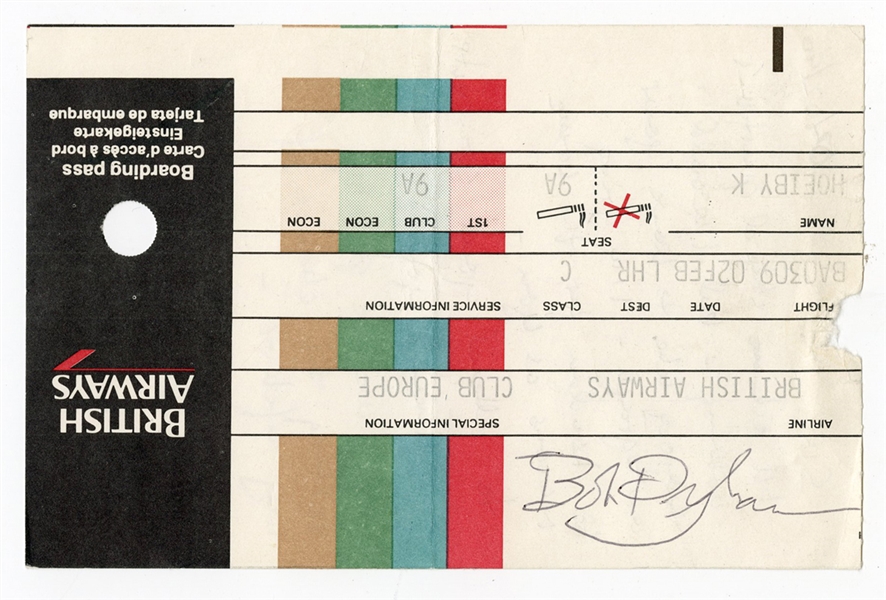 AIRLINE SPECIAL INFORMATION
BRITISH AIRWAYS CLUB EUROPE
FLIGHT DATE DEST CLASS SERVICE INFORMATION
BA0309 02FEB LHR C
SEAT
NAME 1ST CLUB ECON ECON
HOEIBY K 9A 9A
BRITISH
AIRWAYS
Boarding pass
Carte d'accès à bord
Einsteigekarte
Tarjeta de embarque
Bob Dylan